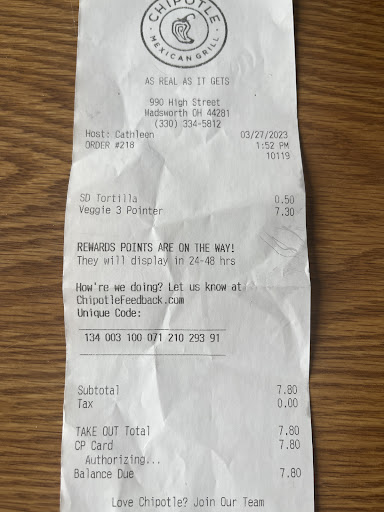 CHIPOTLE
MEXICAN GRILL
AS REAL AS IT GETS
990 High Street
Wadsworth OH 44281
(330) 334-5812
Host: Cathleen 03/27/2023
ORDER #218 1:52 PM
10119
SD Tortilla 0.50
Veggie 3 Pointer 7.30
REWARDS POINTS ARE ON THE WAY!
They will display in 24-48 hrs
How're we doing? Let us know at
ChipotleFeedback.com
Unique Code:
134 003 100 071 210 293 91
Subtotal 7.80
Tax 0.00
TAKE OUT Total 7.80
CP Card 7.80
Authorizing...
Balance Due 7.80
Love Chipotle? Join Our Team